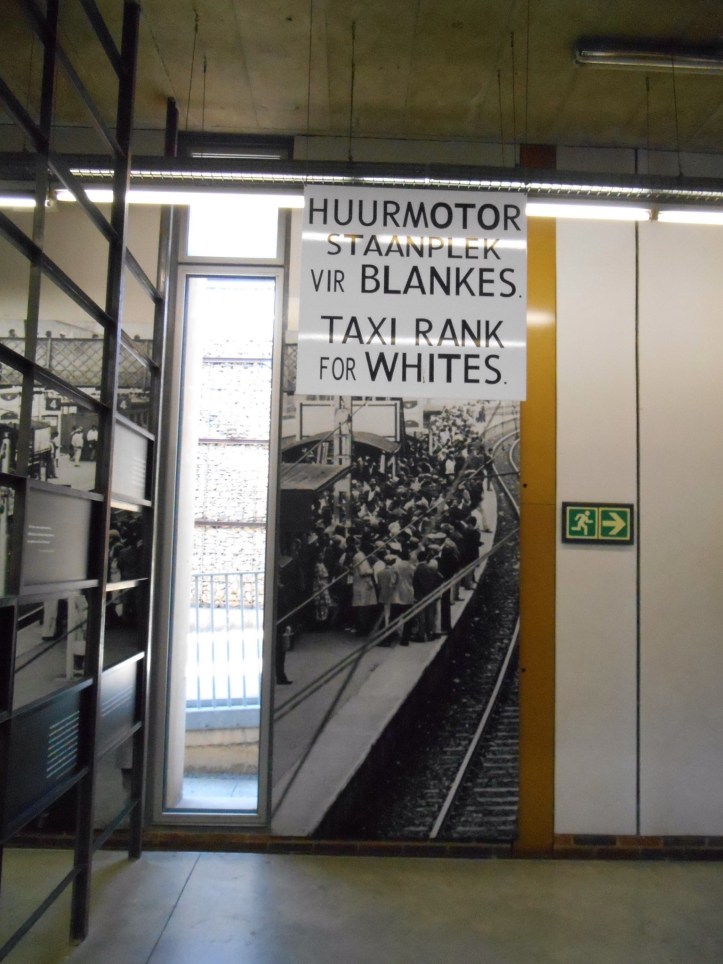 HUURMOTOR
STAANPLEK
VIR BLANKES.
TAXI RANK
FOR WHITES.